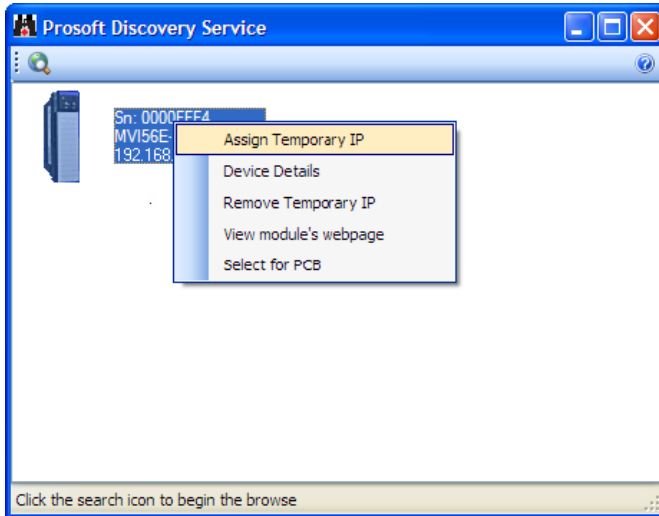 Prosoft Discovery Service
Sn: 0000FFF4
MVI56E-
192.168.
Assign Temporary IP
Device Details
Remove Temporary IP
View module's webpage
Select for PCB
Click the search icon to begin the browse